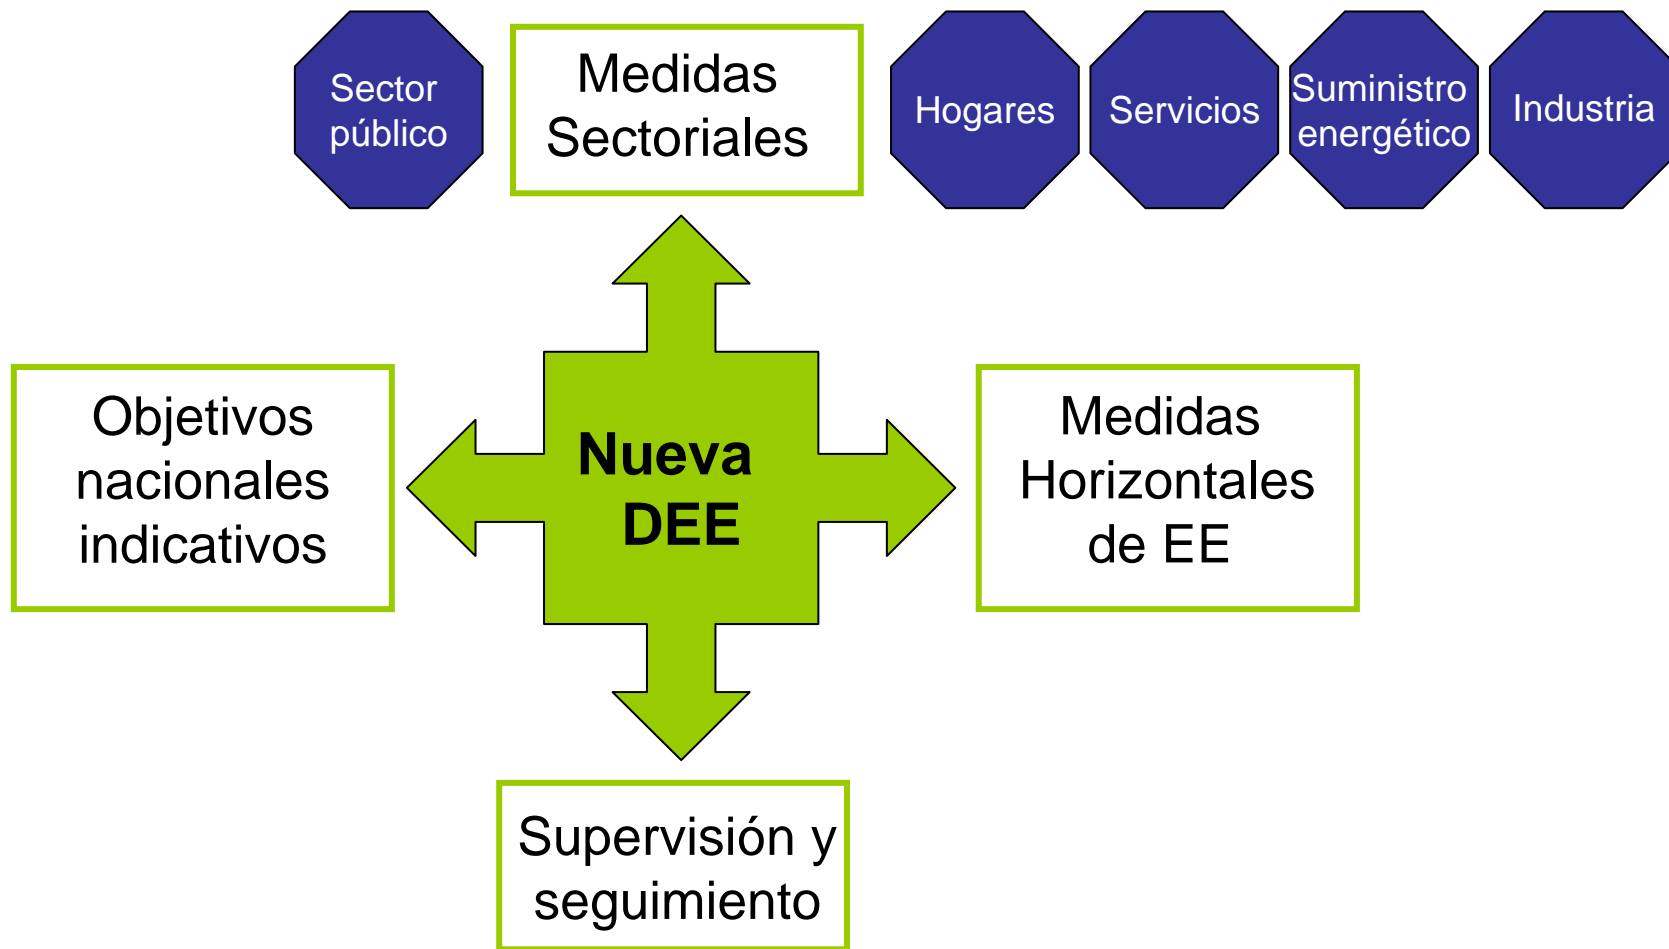 Sector
público
Medidas
Sectoriales
Hogares
Servicios
Suministro
energético
Industria
Objetivos
nacionales
indicativos
Nueva
DEE
Medidas
Horizontales
de EE
Supervisión y
seguimiento